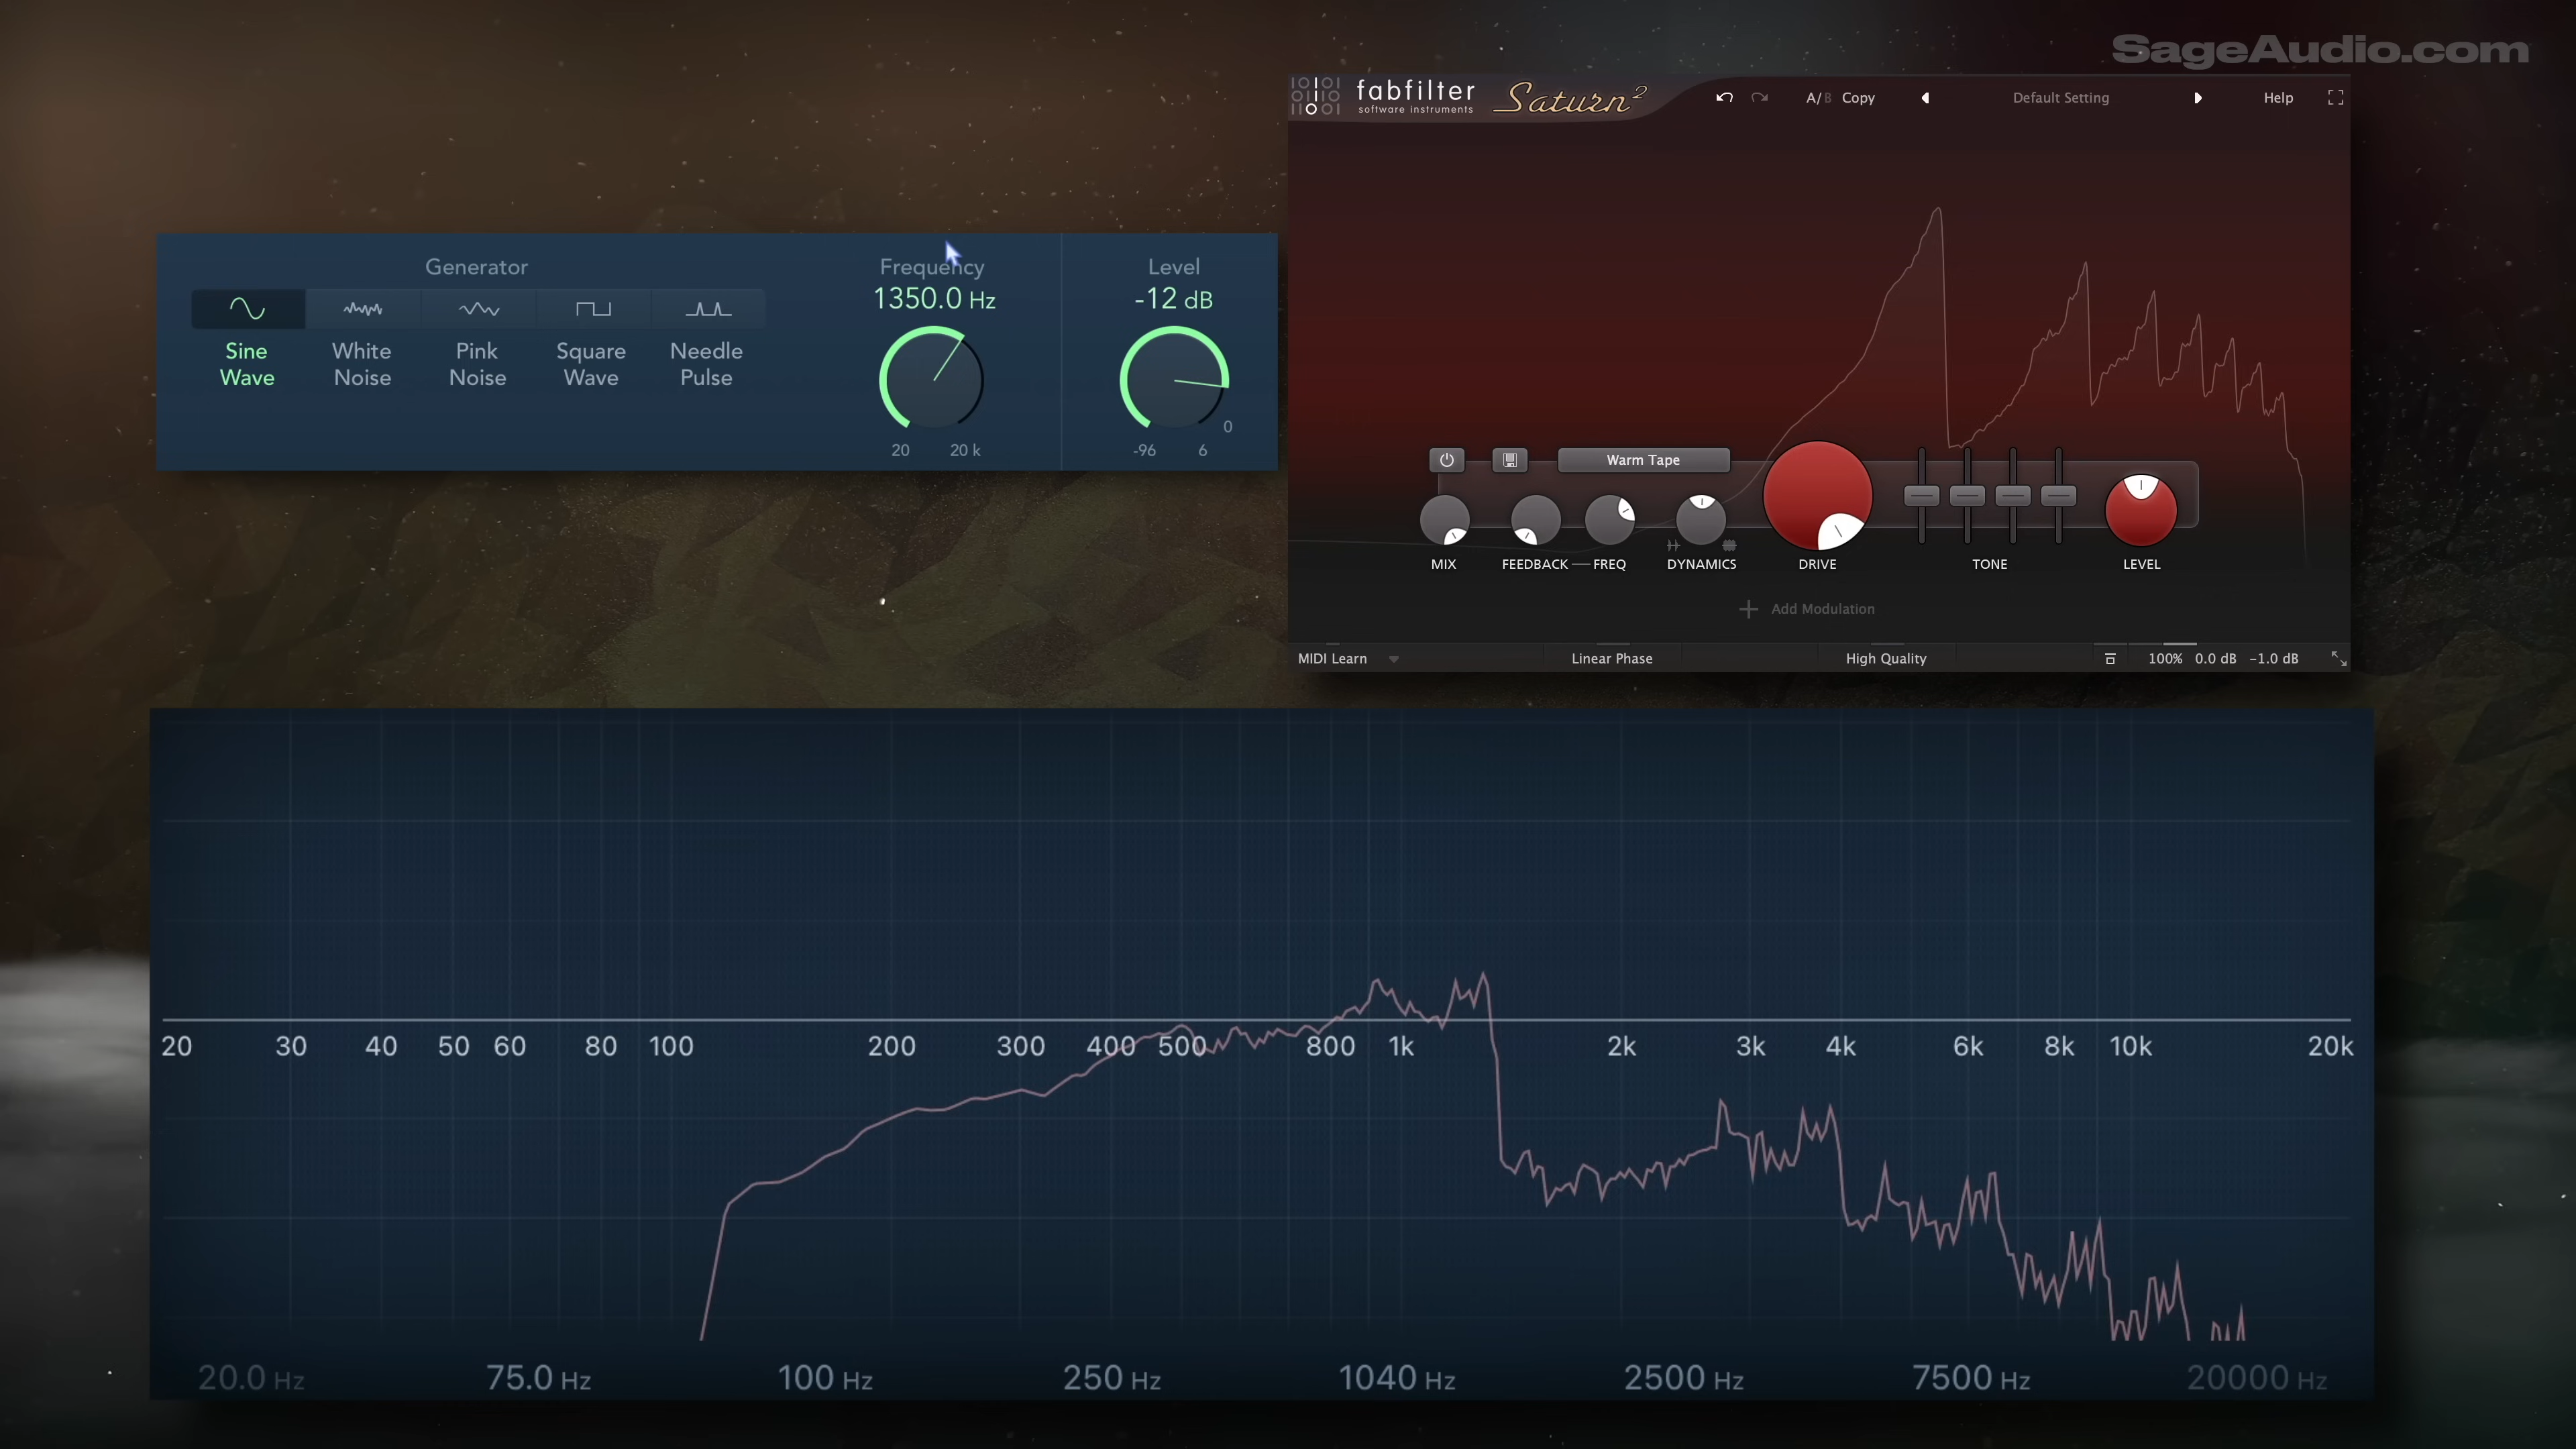 SageAudio.com
fabfilter
software instruments
Saturn 2
A/B Copy
Default Setting
Help
Generator
Frequency
Level
1350.0 Hz
-12 dB
Sine Wave
White Noise
Pink Noise
Square Wave
Needle Pulse
20
20 k
-96
6
0
Warm Tape
MIX
FEEDBACK
FREQ
DYNAMICS
DRIVE
TONE
LEVEL
Add Modulation
MIDI Learn
Linear Phase
High Quality
100% 0.0 dB -1.0 dB
20 30 40 50 60 80 100 200 300 400 500 800 1k 2k 3k 4k 6k 8k 10k 20k
20.0 Hz 75.0 Hz 100 Hz 250 Hz 1040 Hz 2500 Hz 7500 Hz 20000 Hz